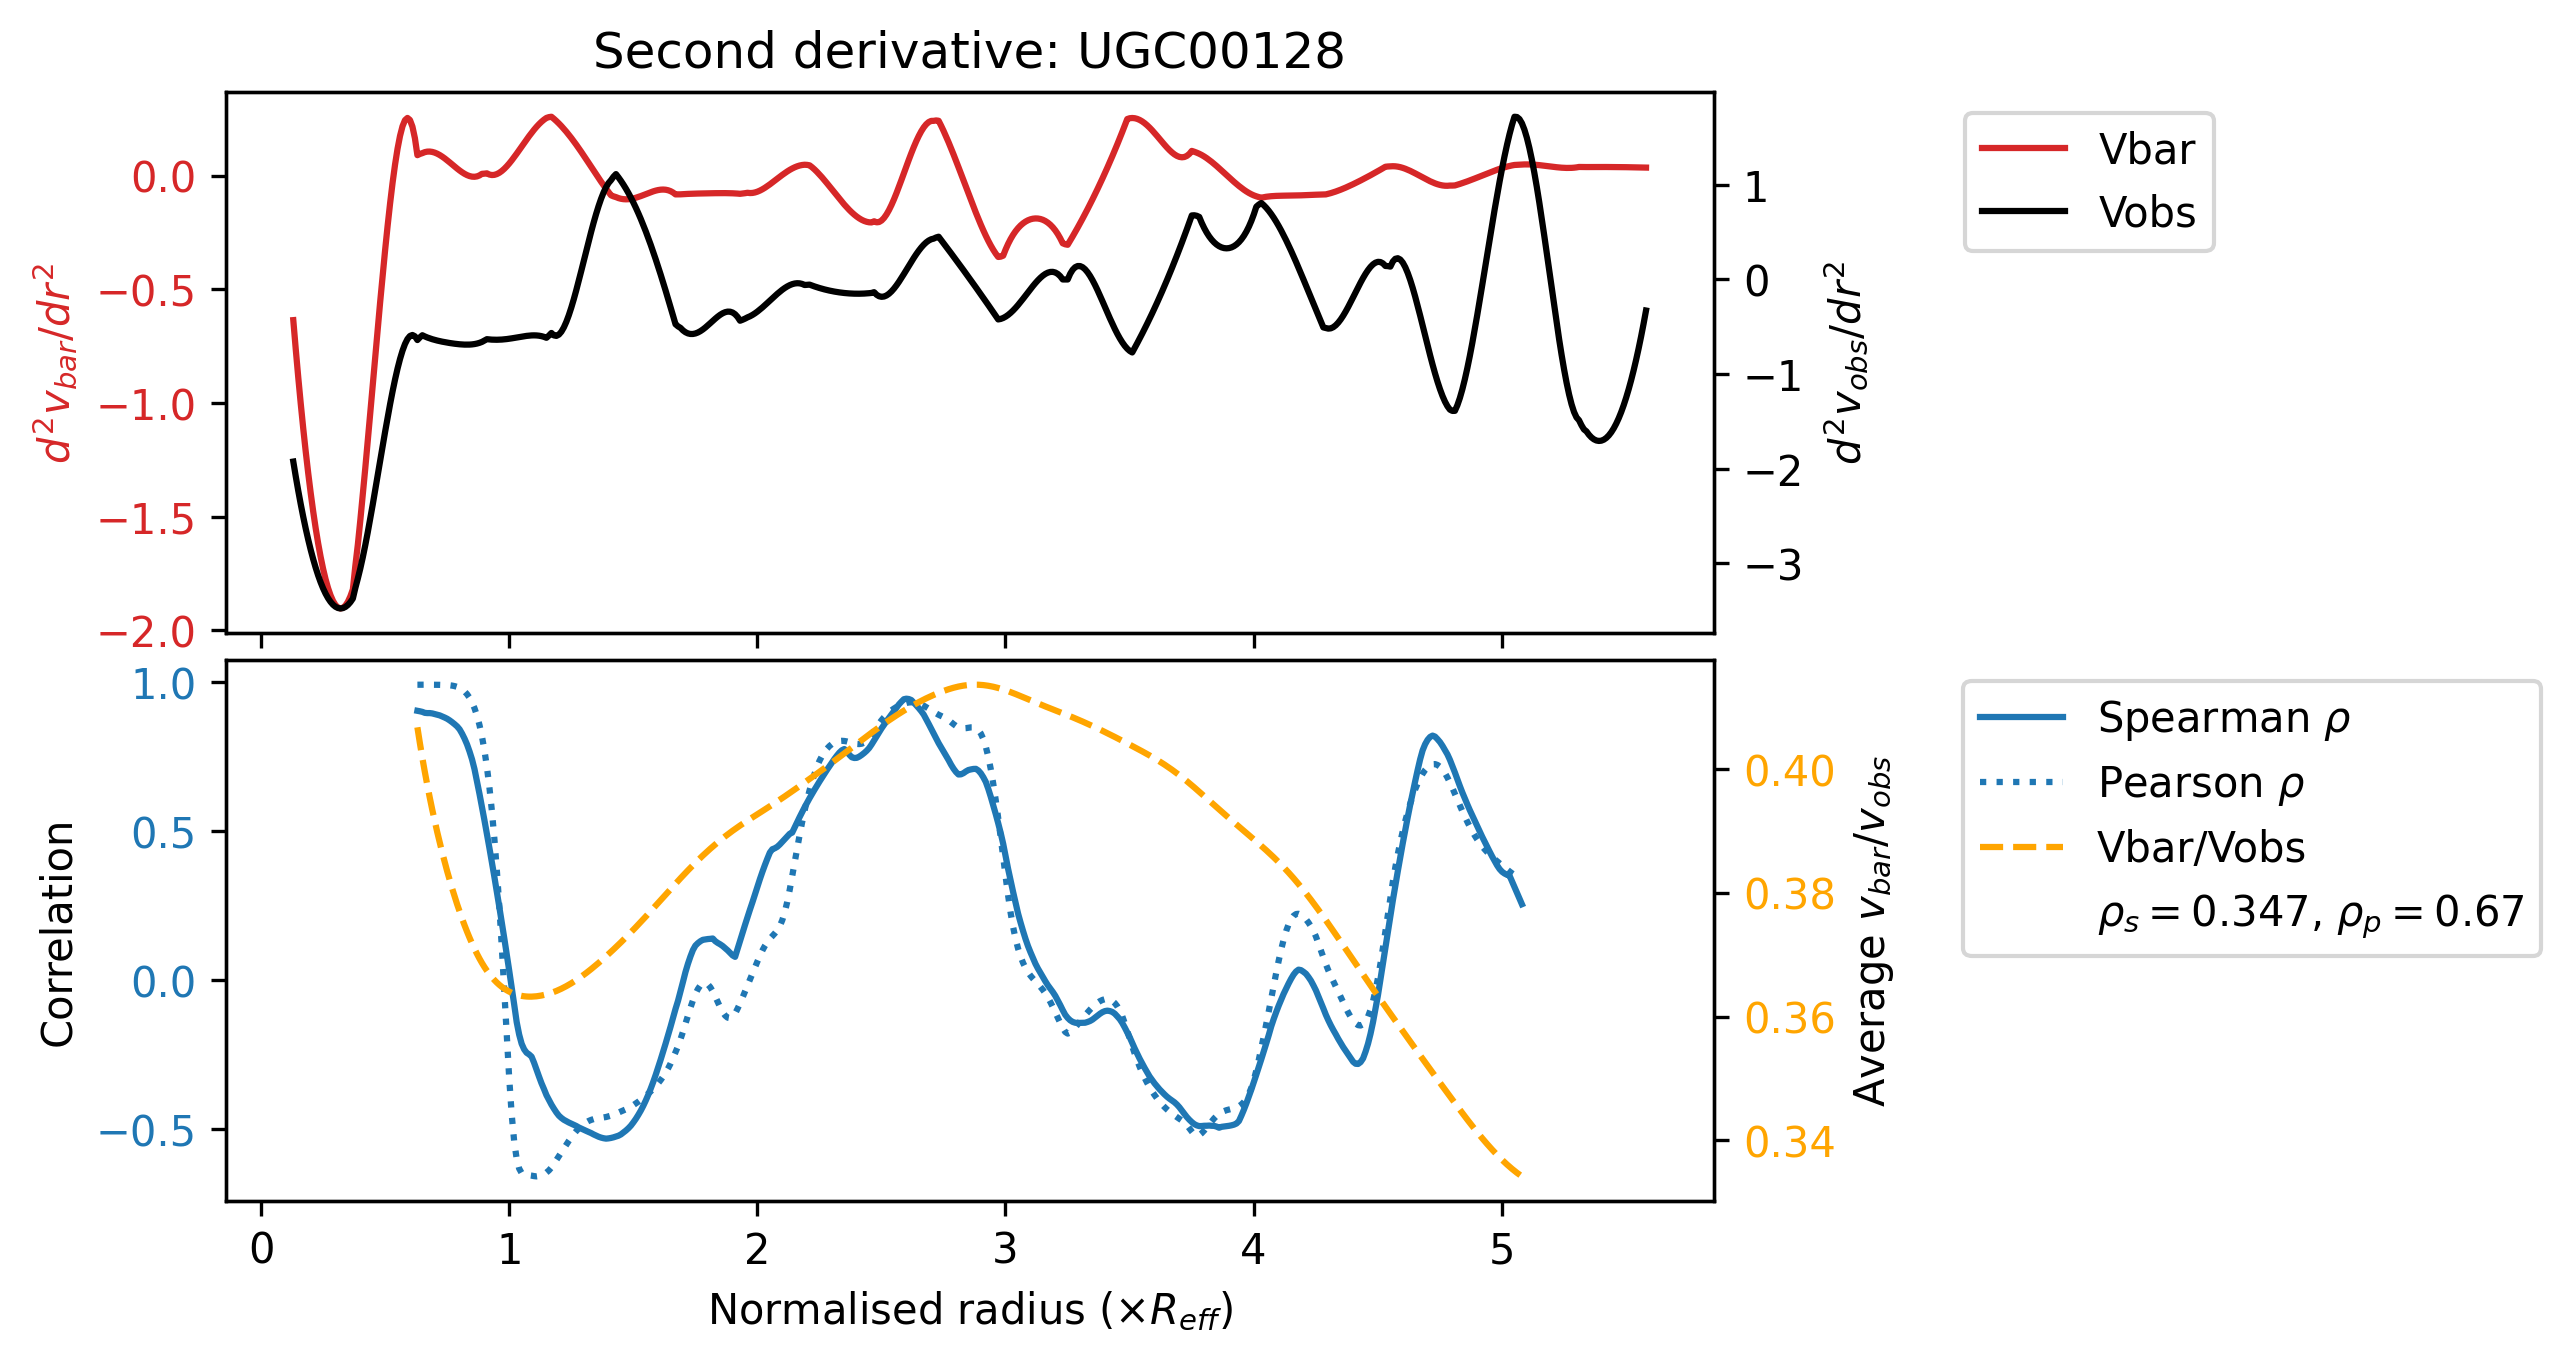 Second derivative: UGC00128
0.0
−0.5
−1.0
−1.5
−2.0
d²v_bar/dr²
1
0
−1
−2
−3
d²v_obs/dr²
Vbar
Vobs
1.0
0.5
0.0
−0.5
Correlation
0.40
0.38
0.36
0.34
Average v_bar/v_obs
Spearman ρ
Pearson ρ
Vbar/Vobs
ρ_s = 0.347, ρ_p = 0.67
0 1 2 3 4 5
Normalised radius (×R_eff)